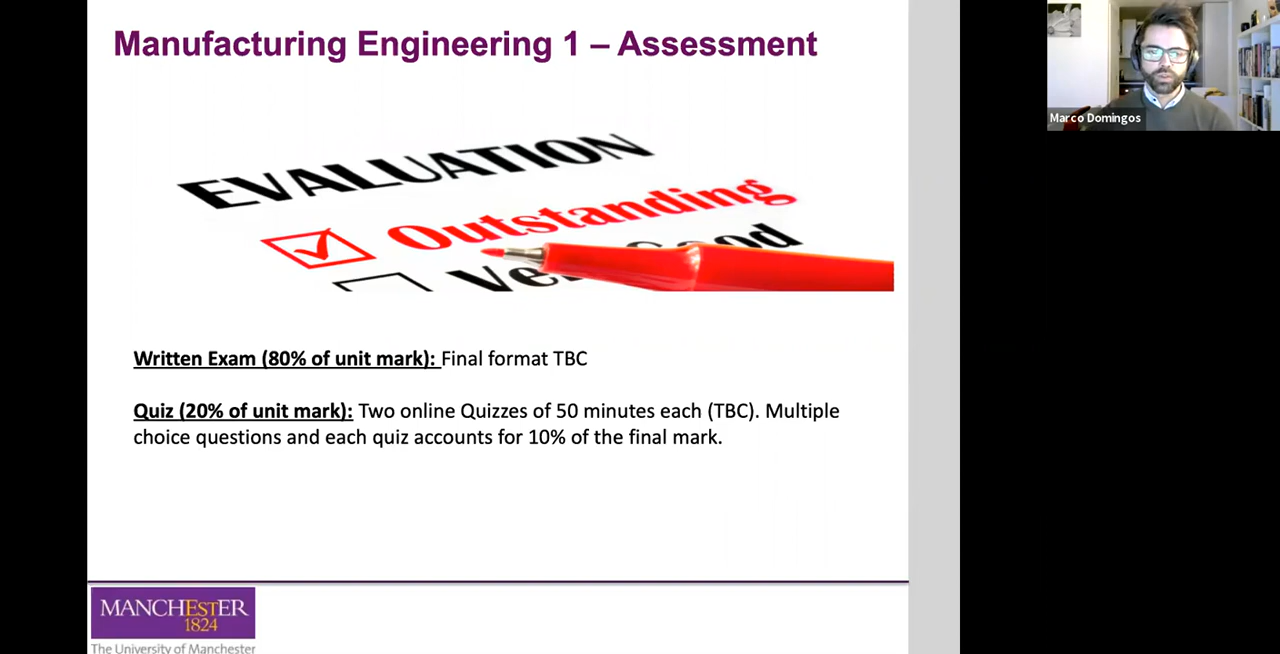 Manufacturing Engineering 1 – Assessment
Marco Domingos
EVALUATION
Outstanding
Written Exam (80% of unit mark): Final format TBC
Quiz (20% of unit mark): Two online Quizzes of 50 minutes each (TBC). Multiple
choice questions and each quiz accounts for 10% of the final mark.
MANCHESTER
1824
The University of Manchester